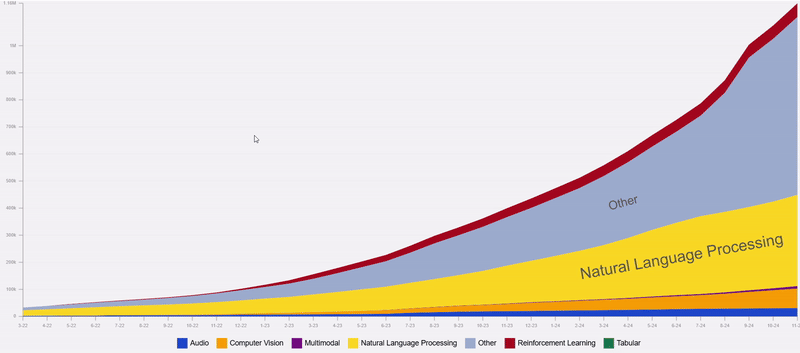 1.16M
1M
900k
800k
700k
600k
500k
400k
300k
200k
100k
0
Other
Natural Language Processing
3-22 4-22 5-22 6-22 7-22 8-22 9-22 10-22 11-22 12-22 1-23 2-23 3-23 4-23 5-23 6-23 7-23 8-23 9-23 10-23 11-23 12-23 1-24 2-24 3-24 4-24 5-24 6-24 7-24 8-24 9-24 10-24 11-2
Audio Computer Vision Multimodal Natural Language Processing Other Reinforcement Learning Tabular